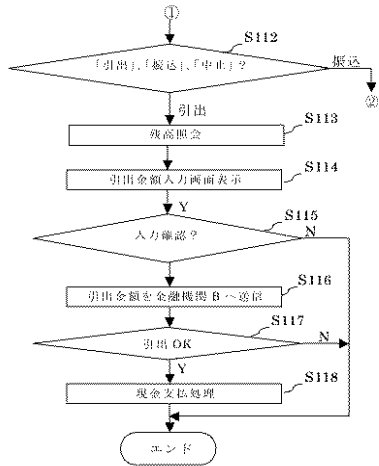 ①
S112
「引出」、「振込」、「中止」?
振込
②
引出
S113
残高照会
S114
引出金額入力画面表示
Y
S115
入力確認?
N
S116
引出金額を金融機関 B へ送信
S117
引出 OK
N
Y
S118
現金支払処理
エンド